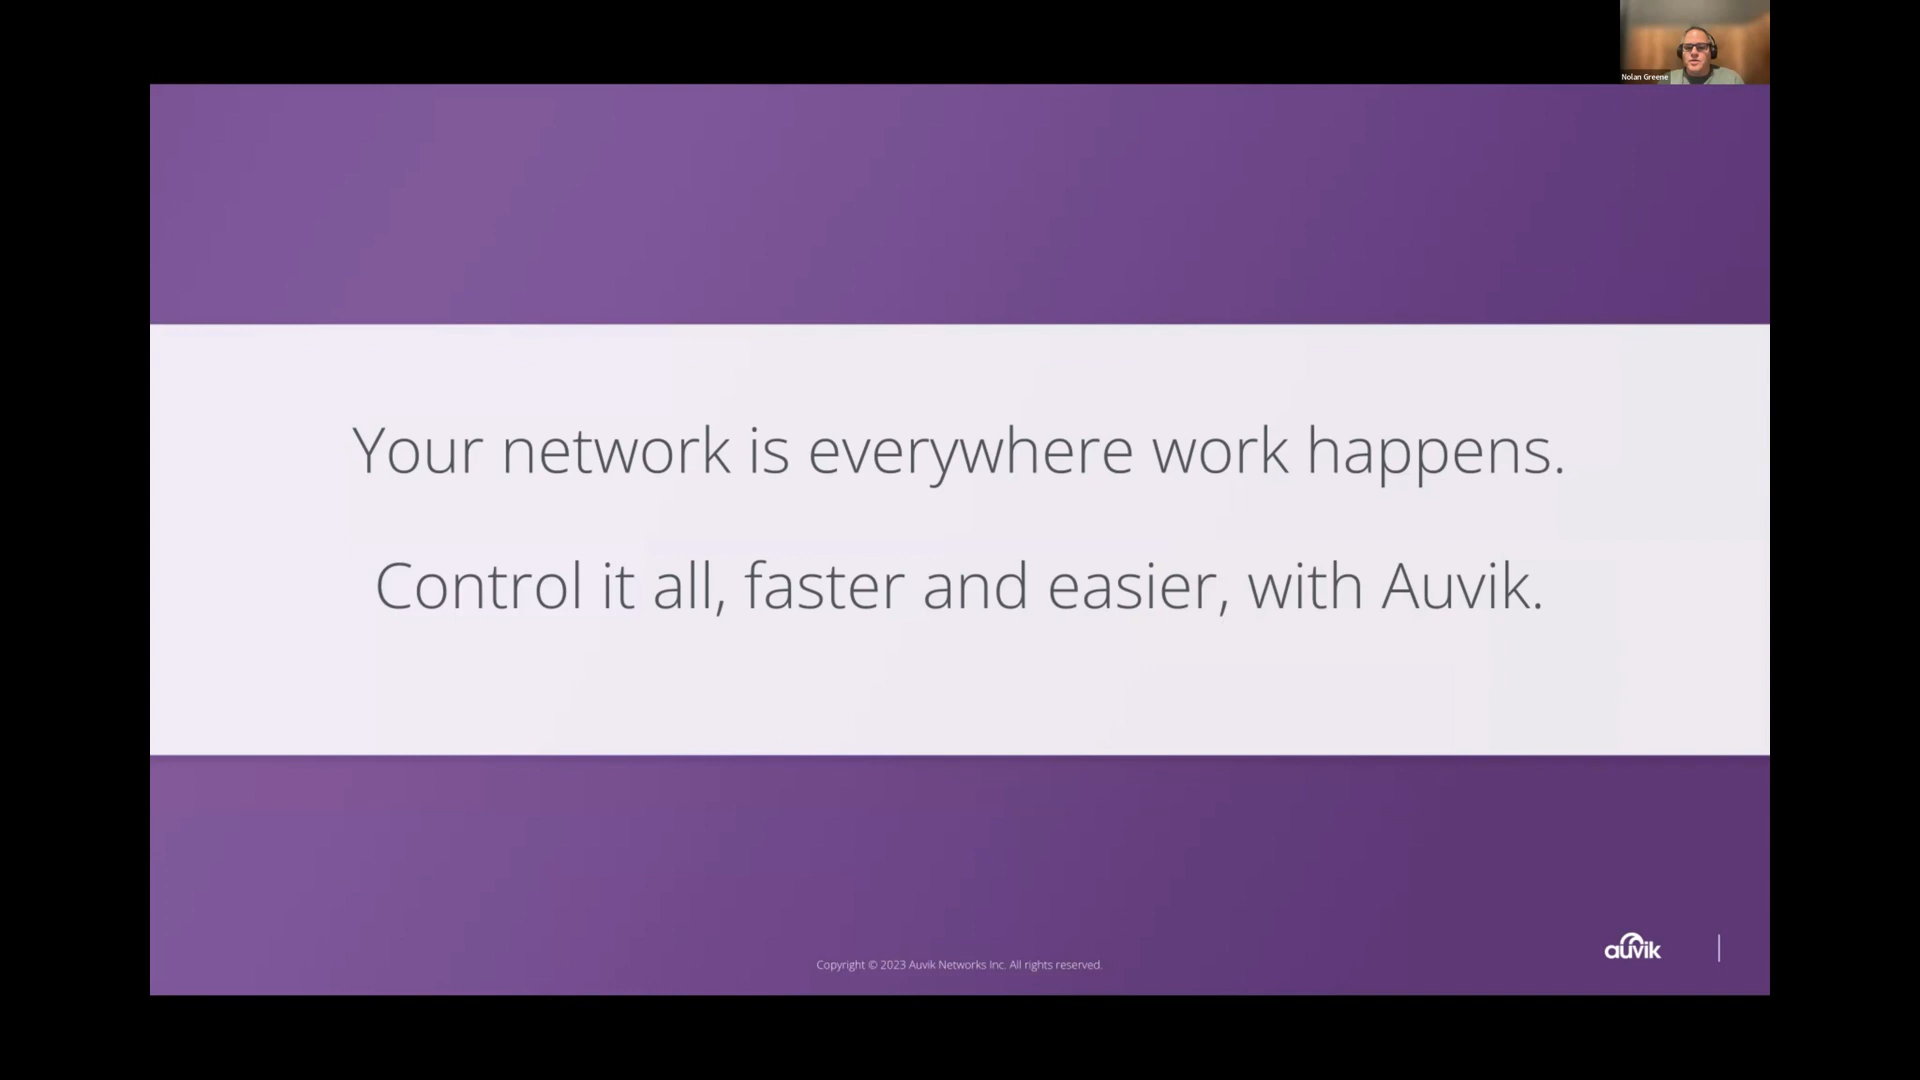 Nolan Greene
Your network is everywhere work happens.
Control it all, faster and easier, with Auvik.
Copyright © 2023 Auvik Networks Inc. All rights reserved.
auvik